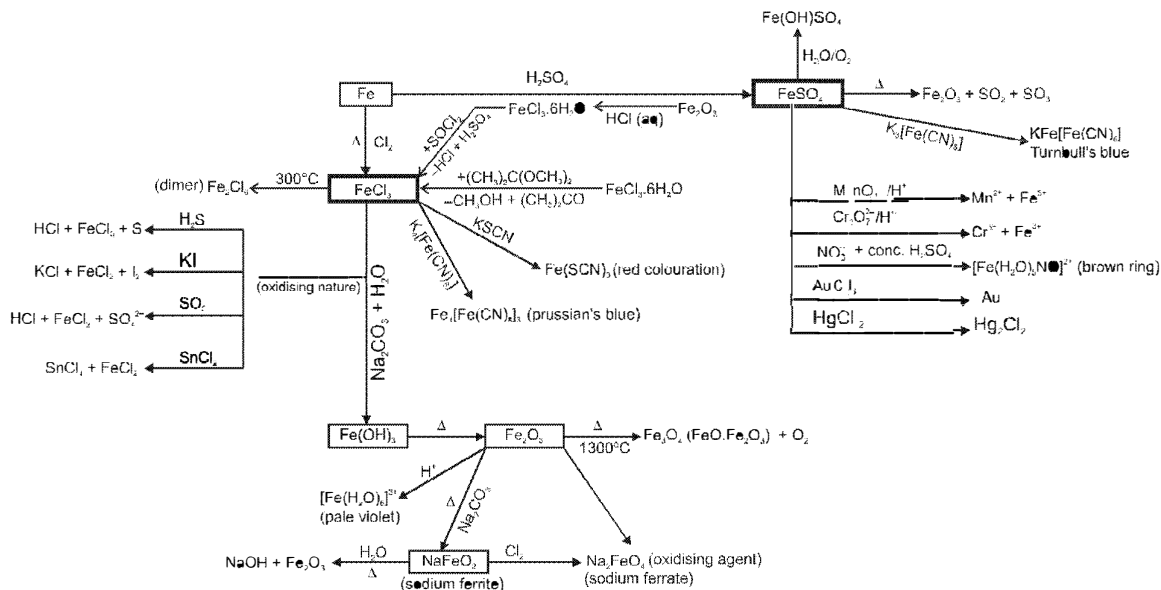 Fe(OH)SO₄
H₂O/O₂
H₂SO₄
Fe
FeSO₄
Δ
Fe₂O₃ + SO₂ + SO₃
FeCl₃.6H₂O
HCl (aq)
Fe₂O₃
+SOCl₂
–HCl + H₂SO₄
K₃[Fe(CN)₆]
KFe[Fe(CN)₆]
Turnbull's blue
Δ Cl₂
(dimer) Fe₂Cl₆
300°C
FeCl₃
+(CH₃)₂C(OCH₃)₂
–CH₃OH + (CH₃)₂CO
FeCl₃.6H₂O
MnO₄⁻/H⁺
Mn²⁺ + Fe³⁺
Cr₂O₇²⁻/H⁺
Cr³⁺ + Fe³⁺
NO₃⁻ + conc. H₂SO₄
[Fe(H₂O)₅NO]²⁺ (brown ring)
AuCl₃
Au
HgCl₂
Hg₂Cl₂
KSCN
Fe(SCN)₃ (red colouration)
K₄[Fe(CN)₆]
Fe₄[Fe(CN)₆]₃ (prussian's blue)
HCl + FeCl₂ + S
H₂S
KCl + FeCl₂ + I₂
KI
(oxidising nature)
HCl + FeCl₂ + SO₄²⁻
SO₂
SnCl₄ + FeCl₂
Na₂CO₃ + H₂O
Fe(OH)₃
Δ
Fe₂O₃
Δ
1300°C
Fe₃O₄ (FeO.Fe₂O₃) + O₂
H⁺
[Fe(H₂O)₆]³⁺
(pale violet)
Δ
Na₂CO₃
NaOH + Fe₂O₃
H₂O
Δ
NaFeO₂
(sodium ferrite)
Cl₂
Na₂FeO₄ (oxidising agent)
(sodium ferrate)